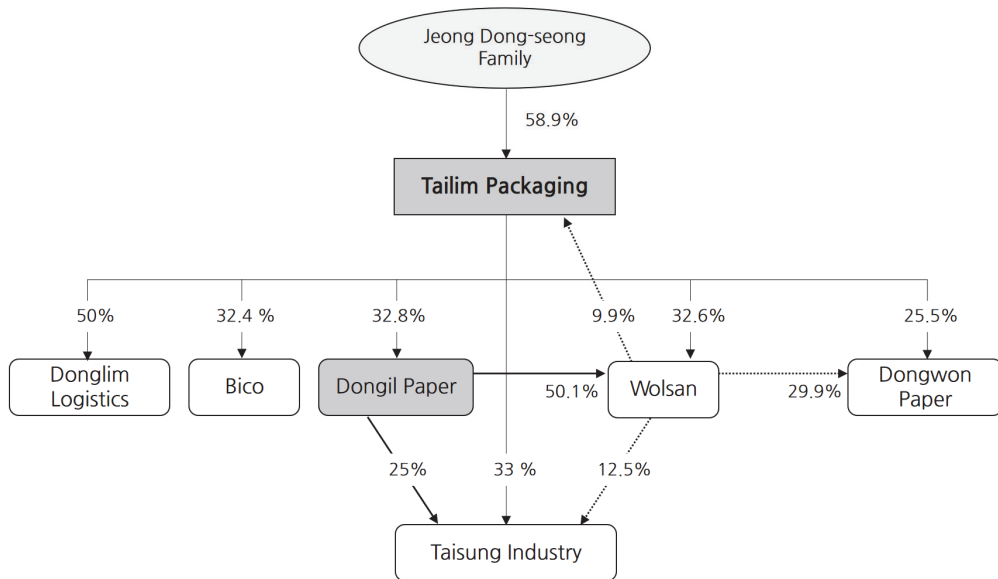 Jeong Dong-seong
Family
58.9%
Tailim Packaging
50%
32.4 %
32.8%
9.9%
32.6%
25.5%
Donglim
Logistics
Bico
Dongil Paper
50.1%
Wolsan
29.9%
Dongwon
Paper
25%
33 %
12.5%
Taisung Industry